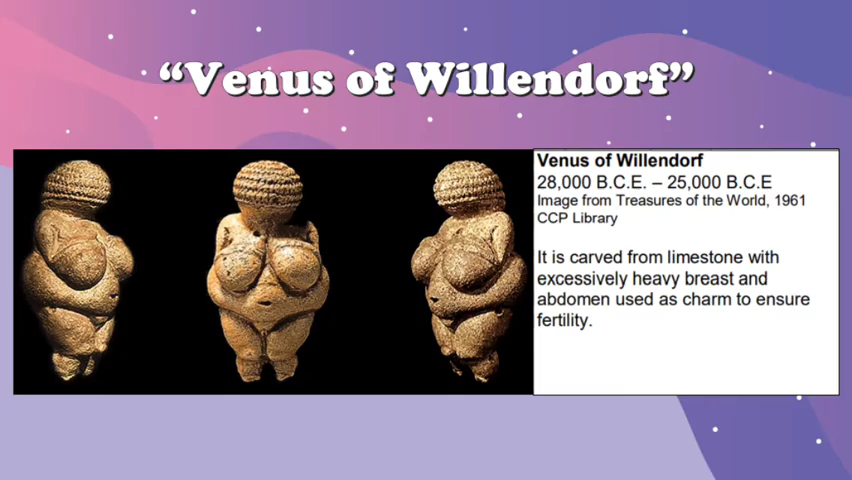 “Venus of Willendorf”
Venus of Willendorf
28,000 B.C.E. – 25,000 B.C.E
Image from Treasures of the World, 1961
CCP Library
It is carved from limestone with
excessively heavy breast and
abdomen used as charm to ensure
fertility.